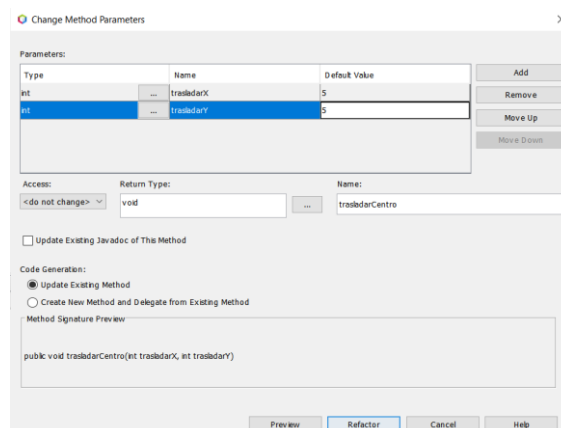 Change Method Parameters
Parameters:
Type Name Default Value
int ... trasladarX 5
int ... trasladarY 5
Add
Remove
Move Up
Move Down
Access: Return Type: Name:
<do not change> void ... trasladarCentro
Update Existing Javadoc of This Method
Code Generation:
Update Existing Method
Create New Method and Delegate from Existing Method
Method Signature Preview
public void trasladarCentro(int trasladarX, int trasladarY)
Preview Refactor Cancel Help